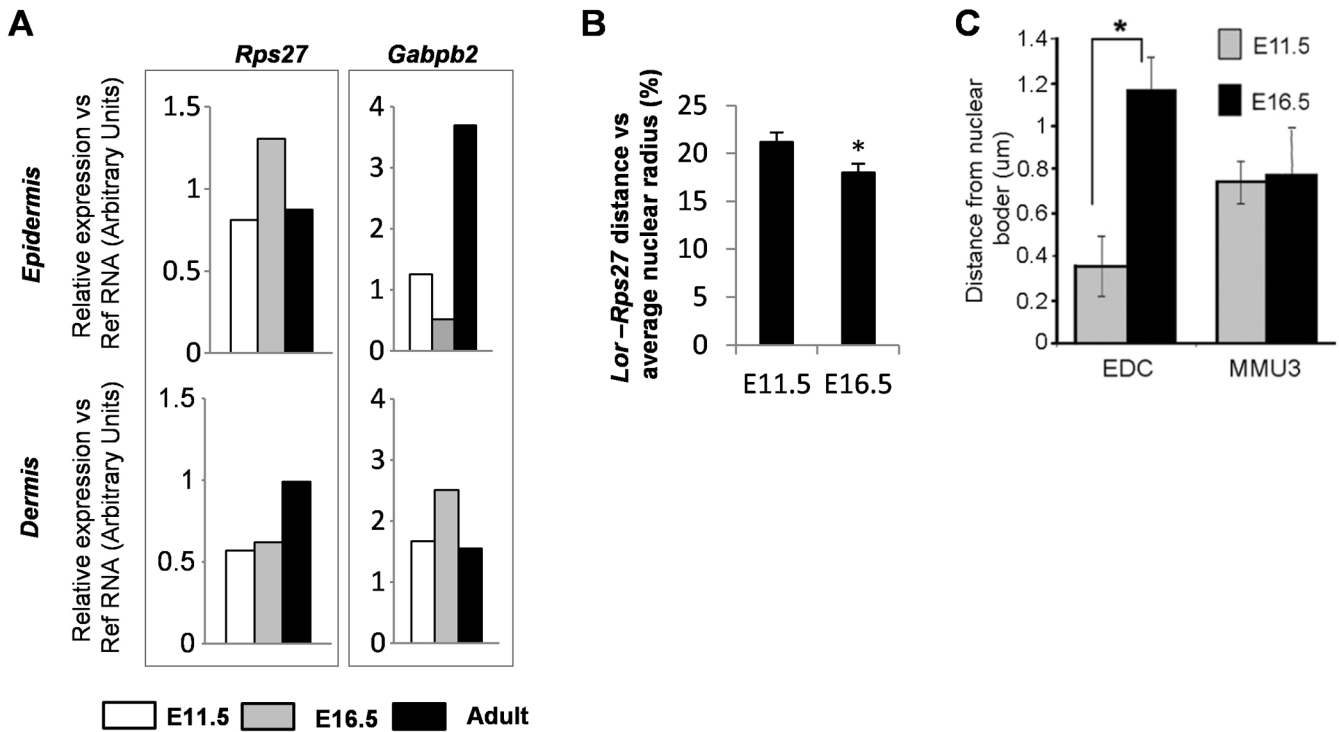 A
Rps27
Gabpb2
Epidermis
Relative expression vs
Ref RNA (Arbitrary Units)
1.5
1
0.5
0
4
3
2
1
0
Dermis
Relative expression vs
Ref RNA (Arbitrary Units)
1.5
1
0.5
0
4
3
2
1
0
E11.5
E16.5
Adult
B
Lor–Rps27 distance vs
average nuclear radius (%)
25
20
15
10
5
0
*
E11.5
E16.5
C
Distance from nuclear
boder (um)
1.4
1.2
1
0.8
0.6
0.4
0.2
0
*
E11.5
E16.5
EDC
MMU3